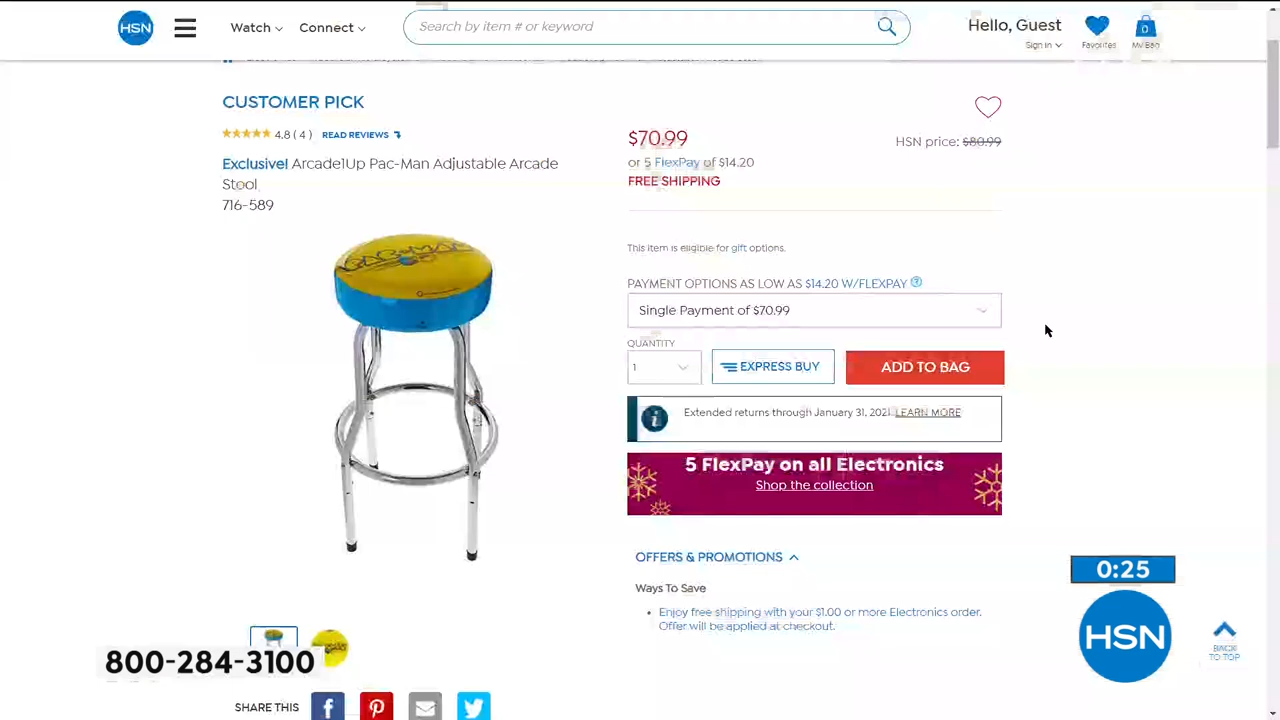 HSN
Watch
Connect
Search by item # or keyword
Hello, Guest
Sign In
Favorites
0
My Bag
CUSTOMER PICK
4.8 ( 4 ) READ REVIEWS
Exclusive! Arcade1Up Pac-Man Adjustable Arcade
Stool
716-589
PAC-MAN
$70.99
HSN price: $80.99
or 5 FlexPay of $14.20
FREE SHIPPING
This item is eligible for gift options.
PAYMENT OPTIONS AS LOW AS $14.20 W/FLEXPAY ?
Single Payment of $70.99
QUANTITY
1
EXPRESS BUY
ADD TO BAG
i
Extended returns through January 31, 2021. LEARN MORE
5 FlexPay on all Electronics
Shop the collection
OFFERS & PROMOTIONS
Ways To Save
• Enjoy free shipping with your $1.00 or more Electronics order.
Offer will be applied at checkout.
0:25
HSN
BACK
TO TOP
800-284-3100
SHARE THIS